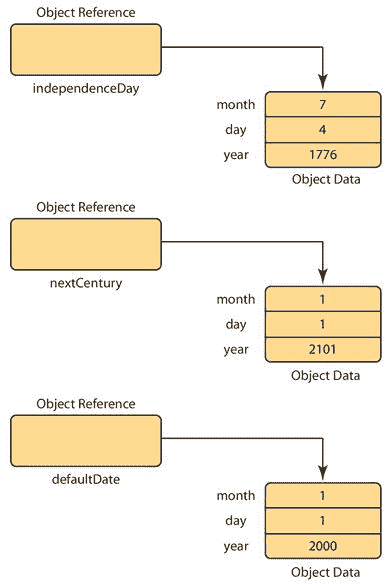 Object Reference
independenceDay
month 7
day 4
year 1776
Object Data
Object Reference
nextCentury
month 1
day 1
year 2101
Object Data
Object Reference
defaultDate
month 1
day 1
year 2000
Object Data